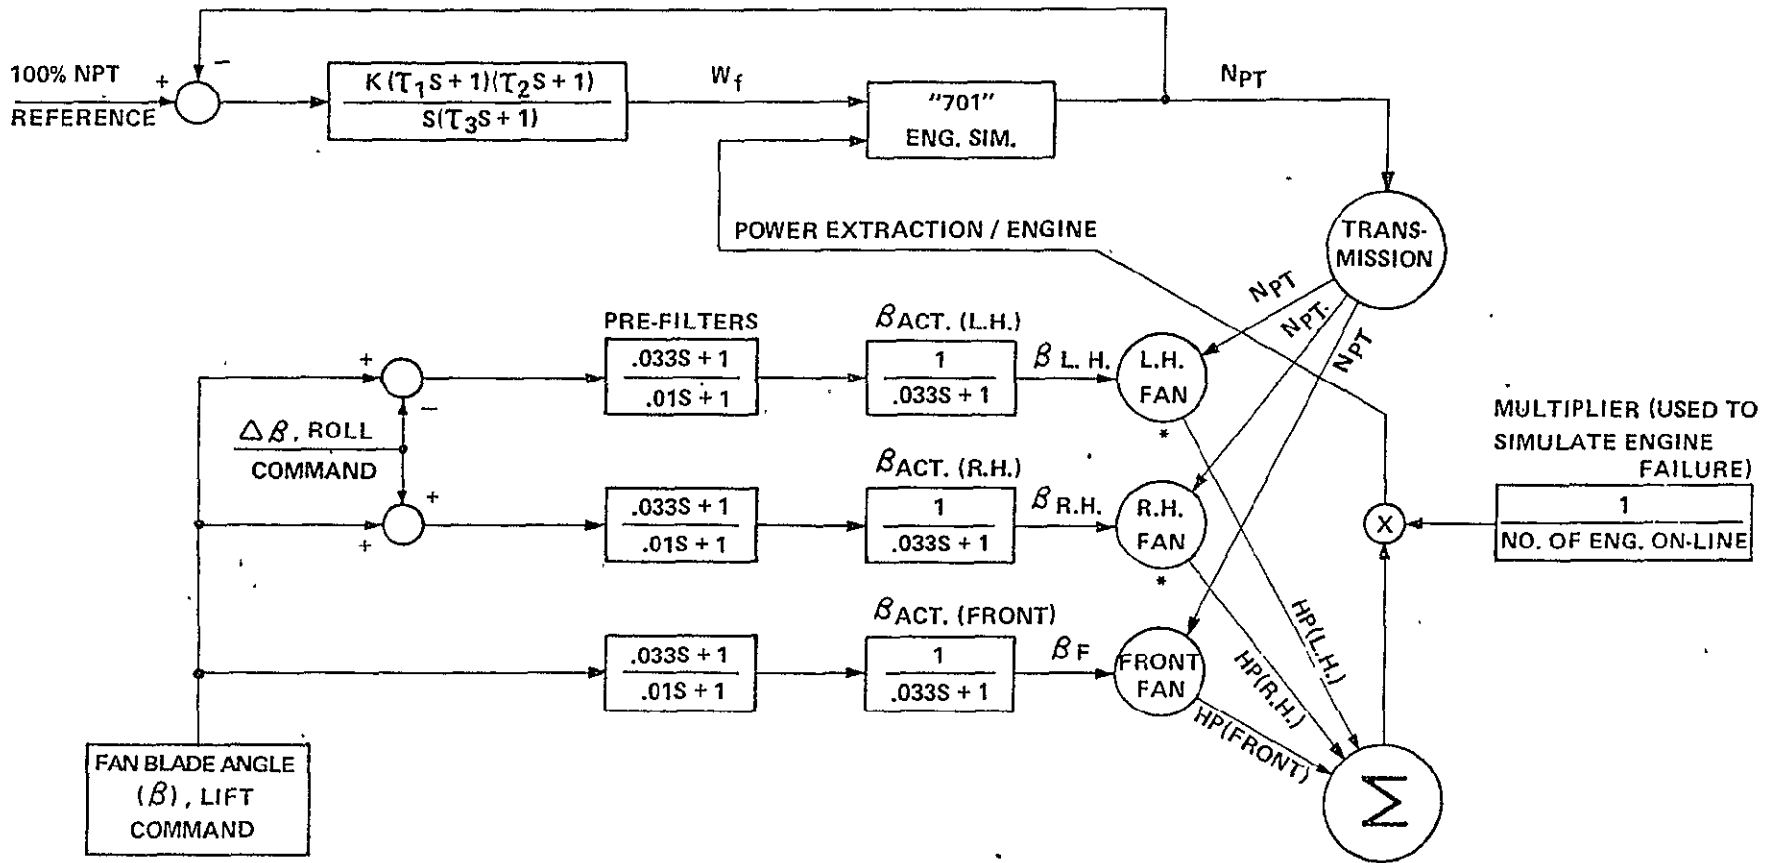 100% NPT
REFERENCE
+
−
K(τ1S + 1)(τ2S + 1)
S(τ3S + 1)
Wf
"701"
ENG. SIM.
NPT
TRANS-
MISSION
POWER EXTRACTION / ENGINE
NPT
NPT.
NPT
PRE-FILTERS
βACT. (L.H.)
+
−
.033S + 1
.01S + 1
1
.033S + 1
β L. H.
L.H.
FAN
*
Δβ, ROLL
COMMAND
MULTIPLIER (USED TO
SIMULATE ENGINE
FAILURE)
1
NO. OF ENG. ON-LINE
X
βACT. (R.H.)
+
+
.033S + 1
.01S + 1
1
.033S + 1
β R.H.
R.H.
FAN
*
βACT. (FRONT)
.033S + 1
.01S + 1
1
.033S + 1
β F
FRONT
FAN
HP(L.H.)
HP(R.H.)
HP(FRONT)
Σ
FAN BLADE ANGLE
(β), LIFT
COMMAND